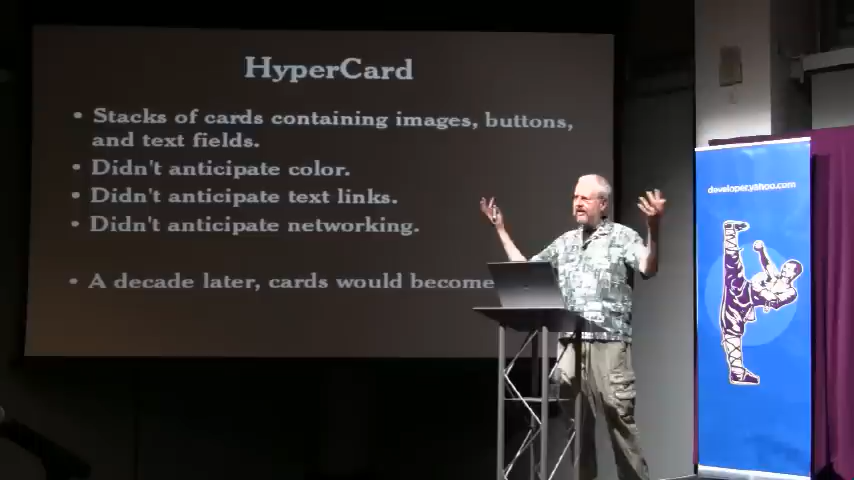 HyperCard
• Stacks of cards containing images, buttons,
and text fields.
• Didn't anticipate color.
• Didn't anticipate text links.
• Didn't anticipate networking.
• A decade later, cards would become
developer.yahoo.com